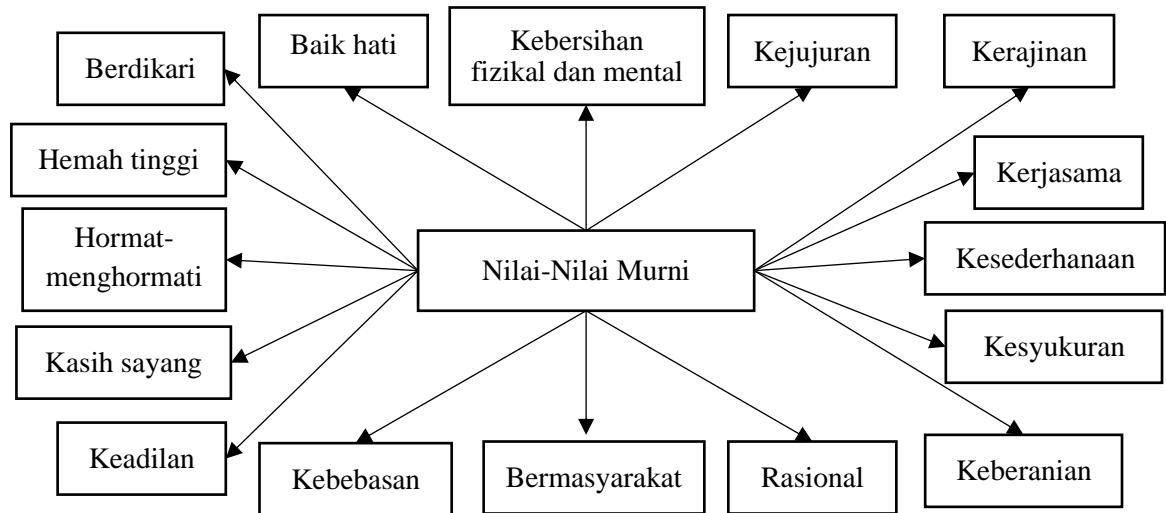 Baik hati
Kebersihan
fizikal dan mental
Kejujuran
Kerajinan
Berdikari
Hemah tinggi
Kerjasama
Hormat-
menghormati
Nilai-Nilai Murni
Kesederhanaan
Kasih sayang
Kesyukuran
Keadilan
Kebebasan
Bermasyarakat
Rasional
Keberanian